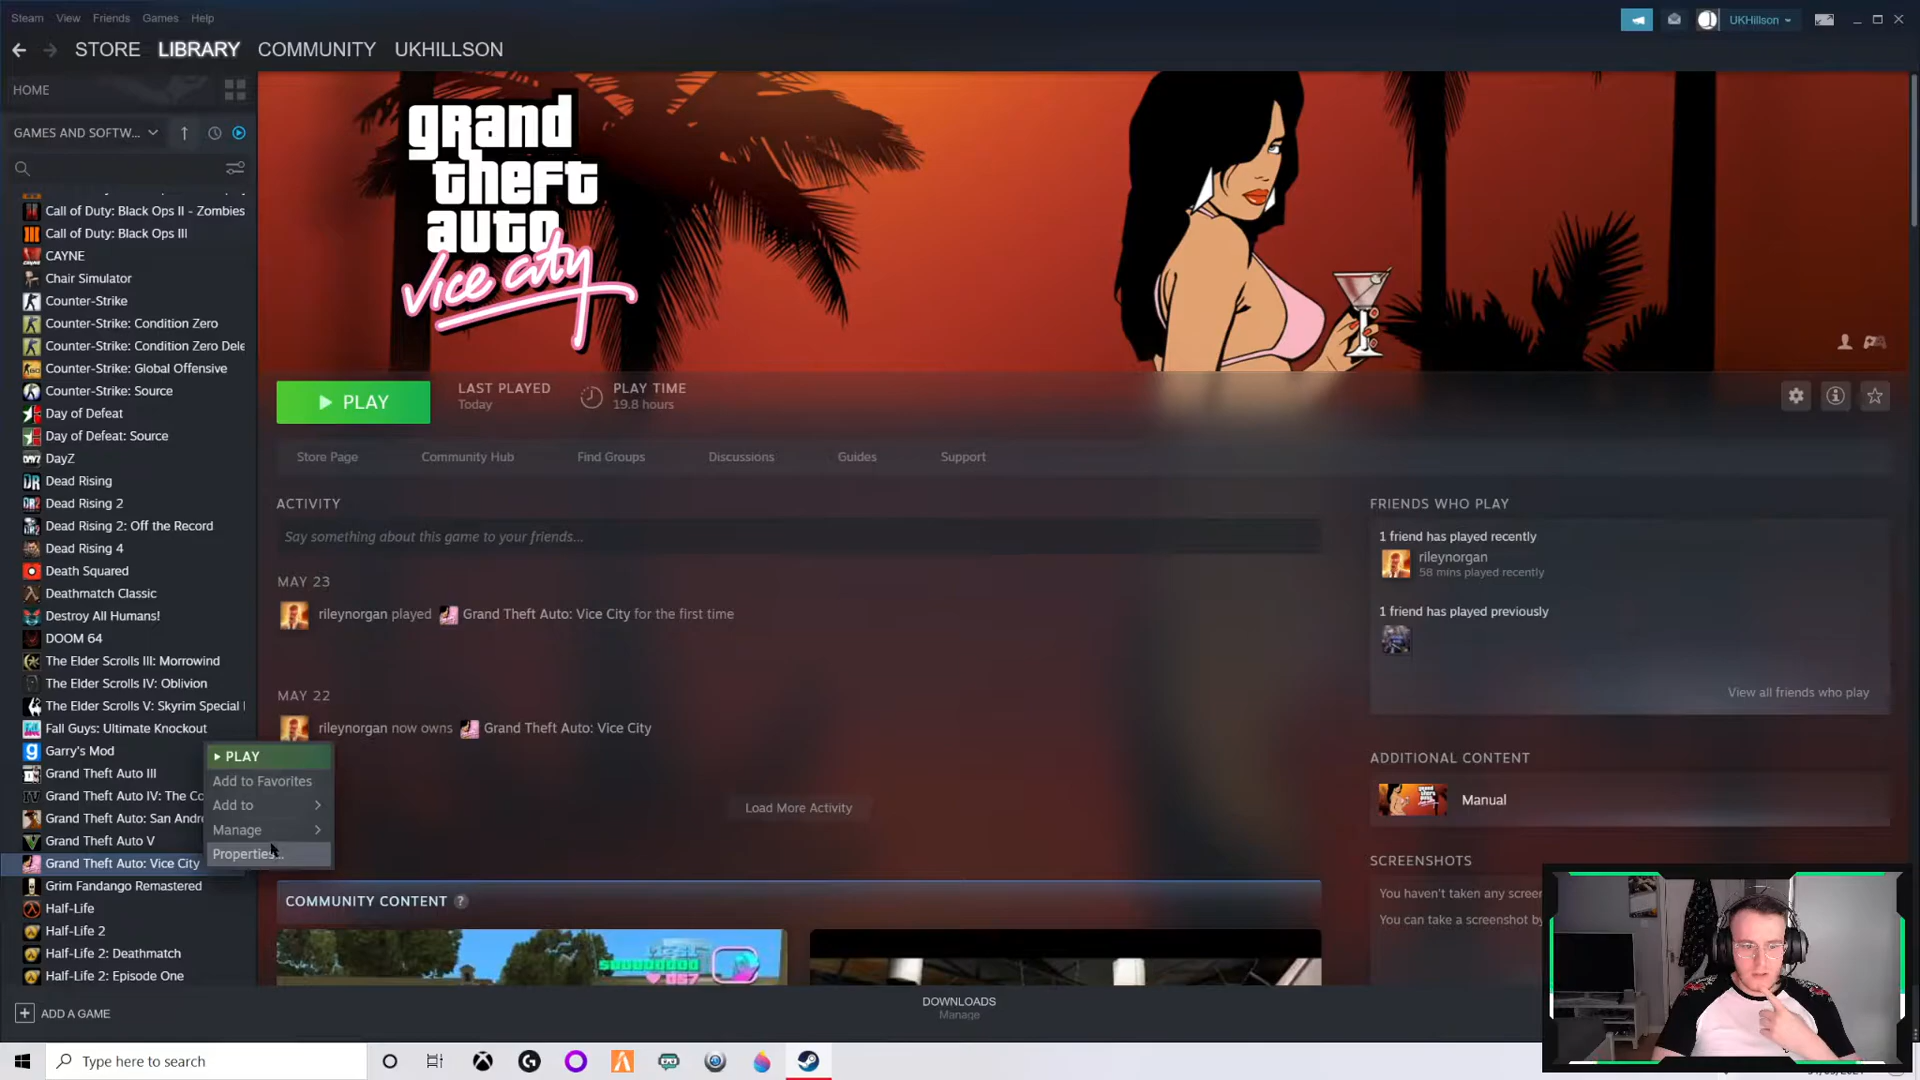 Steam View Friends Games Help
UKHillson
STORE LIBRARY COMMUNITY UKHILLSON
HOME
GAMES AND SOFTW...
Call of Duty: Black Ops II - Zombies
Call of Duty: Black Ops III
CAYNE
Chair Simulator
Counter-Strike
Counter-Strike: Condition Zero
Counter-Strike: Condition Zero Dele
Counter-Strike: Global Offensive
Counter-Strike: Source
Day of Defeat
Day of Defeat: Source
DayZ
Dead Rising
Dead Rising 2
Dead Rising 2: Off the Record
Dead Rising 4
Death Squared
Deathmatch Classic
Destroy All Humans!
DOOM 64
The Elder Scrolls III: Morrowind
The Elder Scrolls IV: Oblivion
The Elder Scrolls V: Skyrim Special
Fall Guys: Ultimate Knockout
Garry's Mod
Grand Theft Auto III
Grand Theft Auto IV: The Co
Grand Theft Auto: San Andre
Grand Theft Auto V
Grand Theft Auto: Vice City
Grim Fandango Remastered
Half-Life
Half-Life 2
Half-Life 2: Deathmatch
Half-Life 2: Episode One
ADD A GAME
PLAY
Add to Favorites
Add to
Manage
Properties...
grand
theft
auto
vice city
PLAY
LAST PLAYED
Today
PLAY TIME
19.8 hours
Store Page Community Hub Find Groups Discussions Guides Support
ACTIVITY
Say something about this game to your friends...
MAY 23
rileynorgan played Grand Theft Auto: Vice City for the first time
MAY 22
rileynorgan now owns Grand Theft Auto: Vice City
Load More Activity
COMMUNITY CONTENT ?
FRIENDS WHO PLAY
1 friend has played recently
rileynorgan
58 mins played recently
1 friend has played previously
View all friends who play
ADDITIONAL CONTENT
Manual
SCREENSHOTS
You haven't taken any screen
You can take a screenshot by
DOWNLOADS
Manage
Type here to search